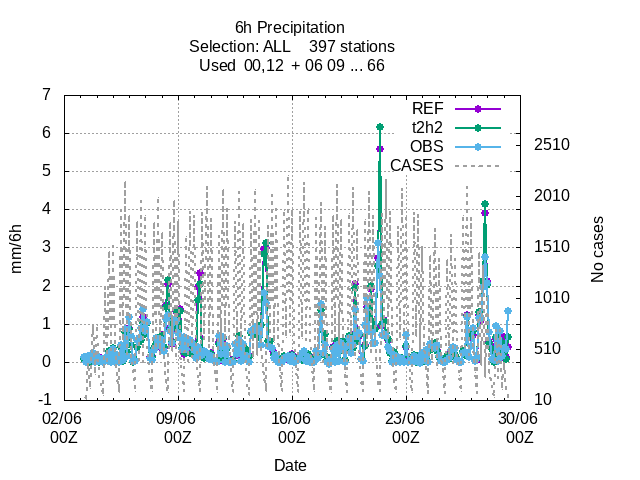 6h Precipitation
Selection: ALL 397 stations
Used 00,12 + 06 09 ... 66
7
6
5
4
3
2
1
0
-1
mm/6h
REF
t2h2
OBS
CASES
2510
2010
1510
1010
510
10
No cases
02/06 09/06 16/06 23/06 30/06
00Z 00Z 00Z 00Z 00Z
Date